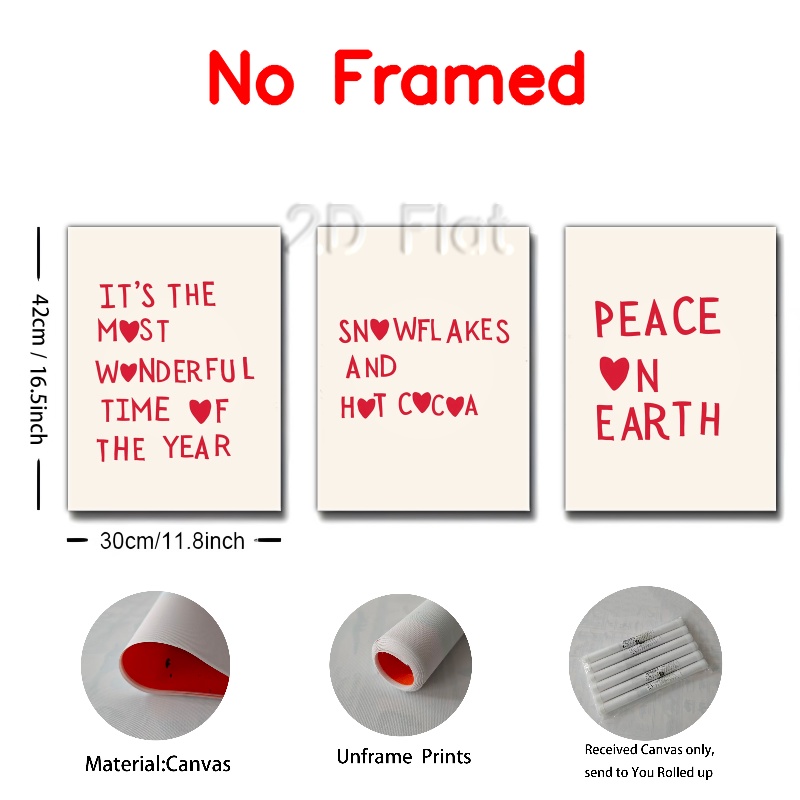 No Framed
2D Flat
IT'S THE
MOST
WONDERFUL
TIME OF
THE YEAR
SNOWFLAKES
AND
HOT COCOA
PEACE
ON
EARTH
42cm / 16.5inch
30cm/11.8inch
Material:Canvas
Unframe Prints
Received Canvas only,
send to You Rolled up